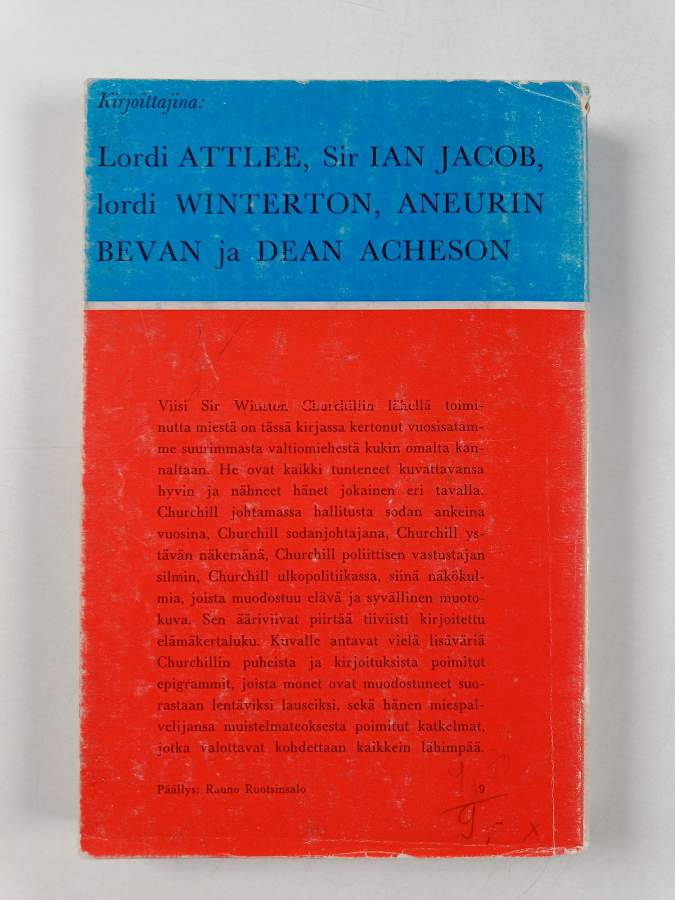 Kirjoittajina:
Lordi ATTLEE, Sir IAN JACOB,
lordi WINTERTON, ANEURIN
BEVAN ja DEAN ACHESON
Viisi Sir Winston Churchillin lähellä toimi-
nutta miestä on tässä kirjassa kertonut vuosisatam-
me suurimmasta valtiomiehestä kukin omalta kan-
naltaan. He ovat kaikki tunteneet kuvattavansa
hyvin ja nähneet hänet jokainen eri tavalla.
Churchill johtamassa hallitusta sodan ankeina
vuosina, Churchill sodanjohtajana, Churchill ys-
tävän näkemänä, Churchill poliittisen vastustajan
silmin, Churchill ulkopolitiikassa, siinä näkökul-
mia, joista muodostuu elävä ja syvällinen muoto-
kuva. Sen ääriviivat piirtää tiiviisti kirjoitettu
elämäkertaluku. Kuvalle antavat vielä lisäväriä
Churchillin puheista ja kirjoituksista poimitut
epigrammit, joista monet ovat muodostuneet suo-
rastaan lentäviksi lauseiksi, sekä hänen miespal-
velijansa muistelmateoksesta poimitut katkelmat,
jotka valottavat kohdettaan kaikkein lähimpää.
Päällys: Rauno Ruotsinsalo 9